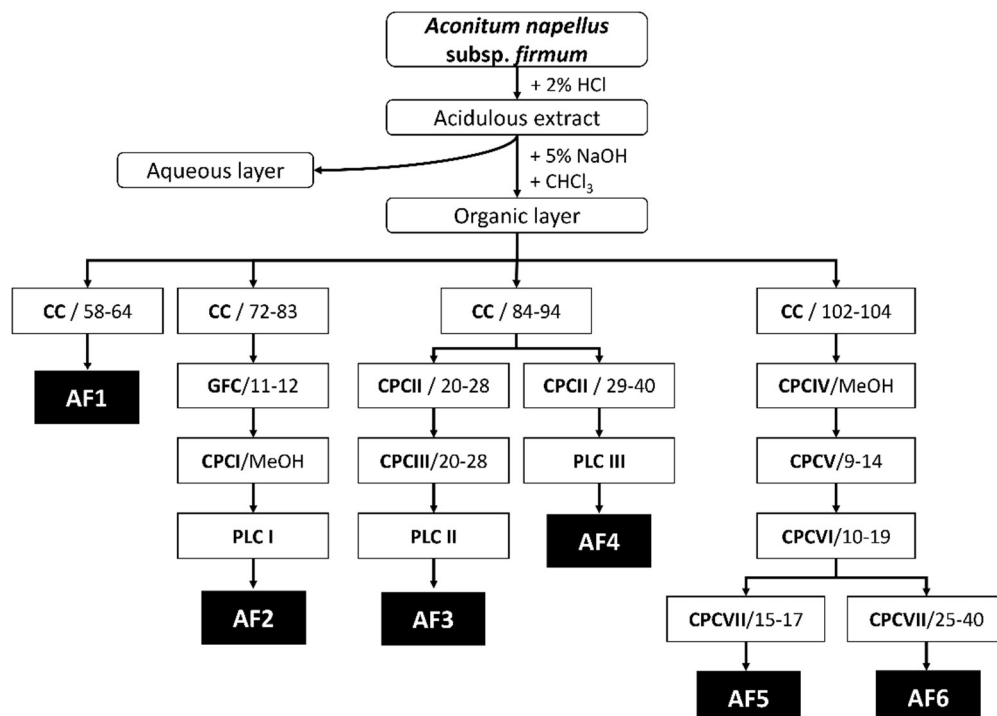 Aconitum napellus
subsp. firmum
+ 2% HCl
Acidulous extract
Aqueous layer
+ 5% NaOH
+ CHCl₃
Organic layer
CC / 58-64
CC / 72-83
CC / 84-94
CC / 102-104
AF1
GFC/11-12
CPCII / 20-28
CPCII / 29-40
CPCIV/MeOH
CPCI/MeOH
CPCIII/20-28
PLC III
CPCV/9-14
PLC I
PLC II
AF4
CPCVI/10-19
AF2
AF3
CPCVII/15-17
CPCVII/25-40
AF5
AF6